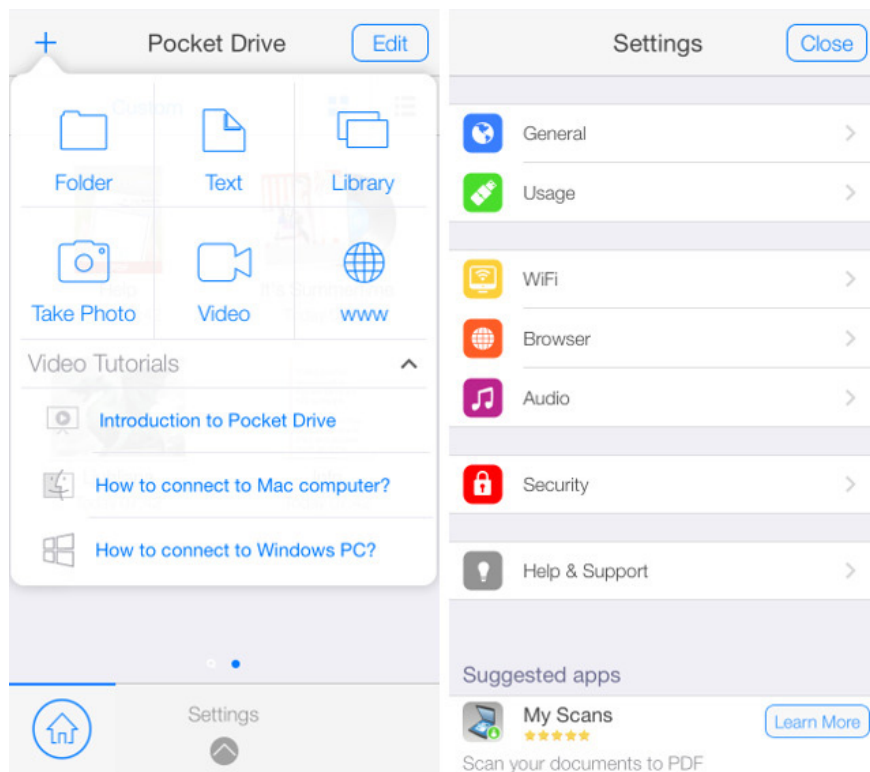 Pocket Drive
Edit
Custom
Folder
Text
Library
Help
Take Photo
Video
www
Video Tutorials
Introduction to Pocket Drive
How to connect to Mac computer?
How to connect to Windows PC?
Settings
Settings
Close
General
Usage
WiFi
Browser
Audio
Security
Help & Support
Suggested apps
My Scans
Learn More
Scan your documents to PDF